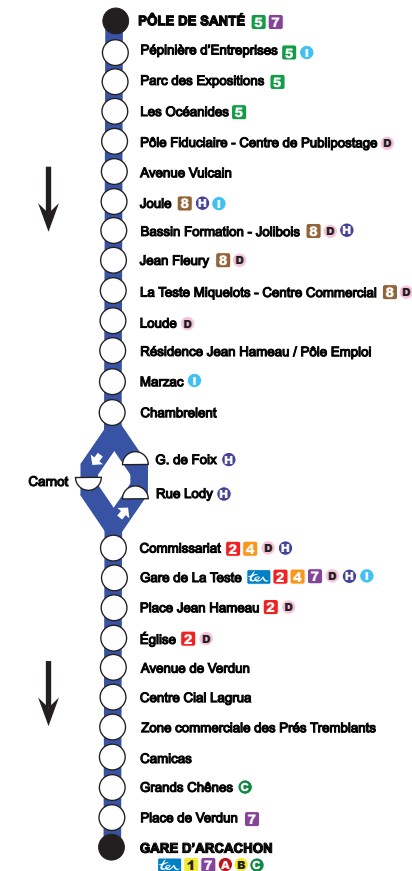 PÔLE DE SANTÉ 5 7
Pépinière d'Entreprises 5 I
Parc des Expositions 5
Les Océanides 5
Pôle Fiduciaire - Centre de Publipostage D
Avenue Vulcain
Joule 8 H I
Bassin Formation - Jolibois 8 D H
Jean Fleury 8 D
La Teste Miquelots - Centre Commercial 8 D
Loude D
Résidence Jean Hameau / Pôle Emploi
Marzac I
Chambrelent
G. de Foix H
Carnot
Rue Lody H
Commissariat 2 4 D H
Gare de La Teste ter 2 4 7 D H I
Place Jean Hameau 2 D
Église 2 D
Avenue de Verdun
Centre Cial Lagrua
Zone commerciale des Prés Tremblants
Camicas
Grands Chênes C
Place de Verdun 7
GARE D'ARCACHON
ter 1 7 A B C